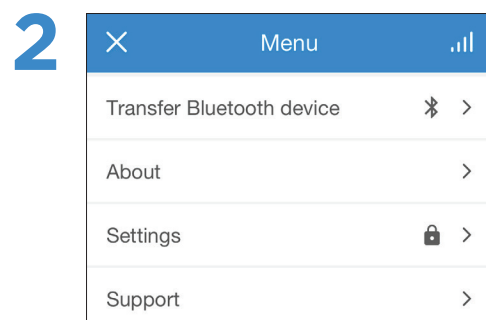 2
Menu
Transfer Bluetooth device
About
Settings
Support